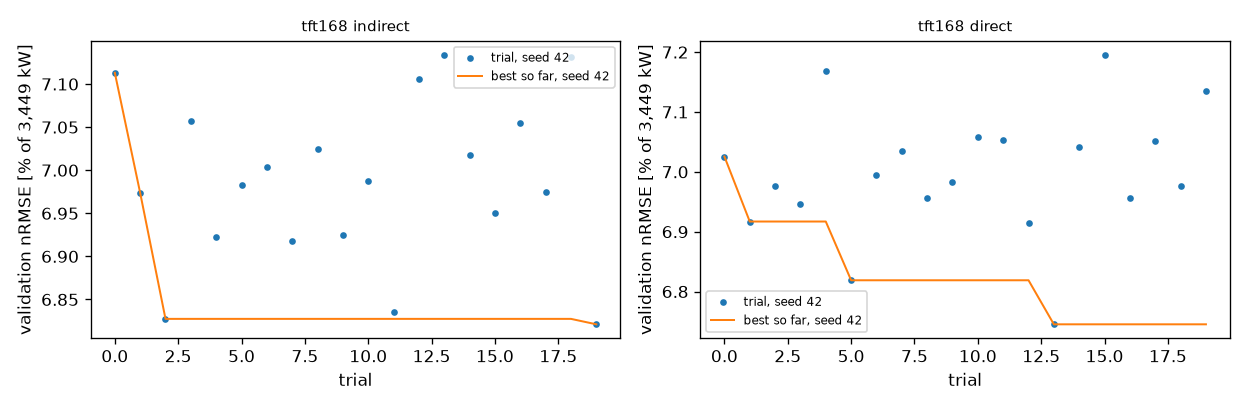 tft168 indirect
validation nRMSE [% of 3,449 kW]
7.10
7.05
7.00
6.95
6.90
6.85
trial, seed 42
best so far, seed 42
0.0 2.5 5.0 7.5 10.0 12.5 15.0 17.5
trial
tft168 direct
validation nRMSE [% of 3,449 kW]
7.2
7.1
7.0
6.9
6.8
trial, seed 42
best so far, seed 42
0.0 2.5 5.0 7.5 10.0 12.5 15.0 17.5
trial